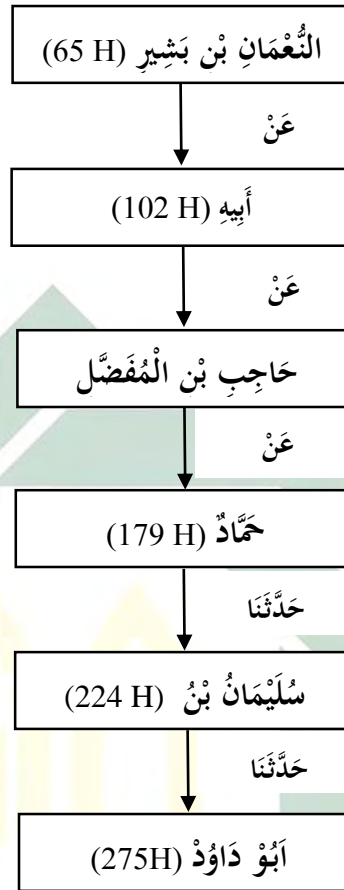 النُّعْمَانِ بْنِ بَشِيرٍ (65 H)
عَنْ
أَبِيهِ (102 H)
عَنْ
حَاجِبِ بْنِ الْمُفَضَّل
عَنْ
حَمَّادٌ (179 H)
حَدَّثَنَا
سُلَيْمَانُ بْنُ (224 H)
حَدَّثَنَا
اَبُوْ دَاوُدْ (275H)